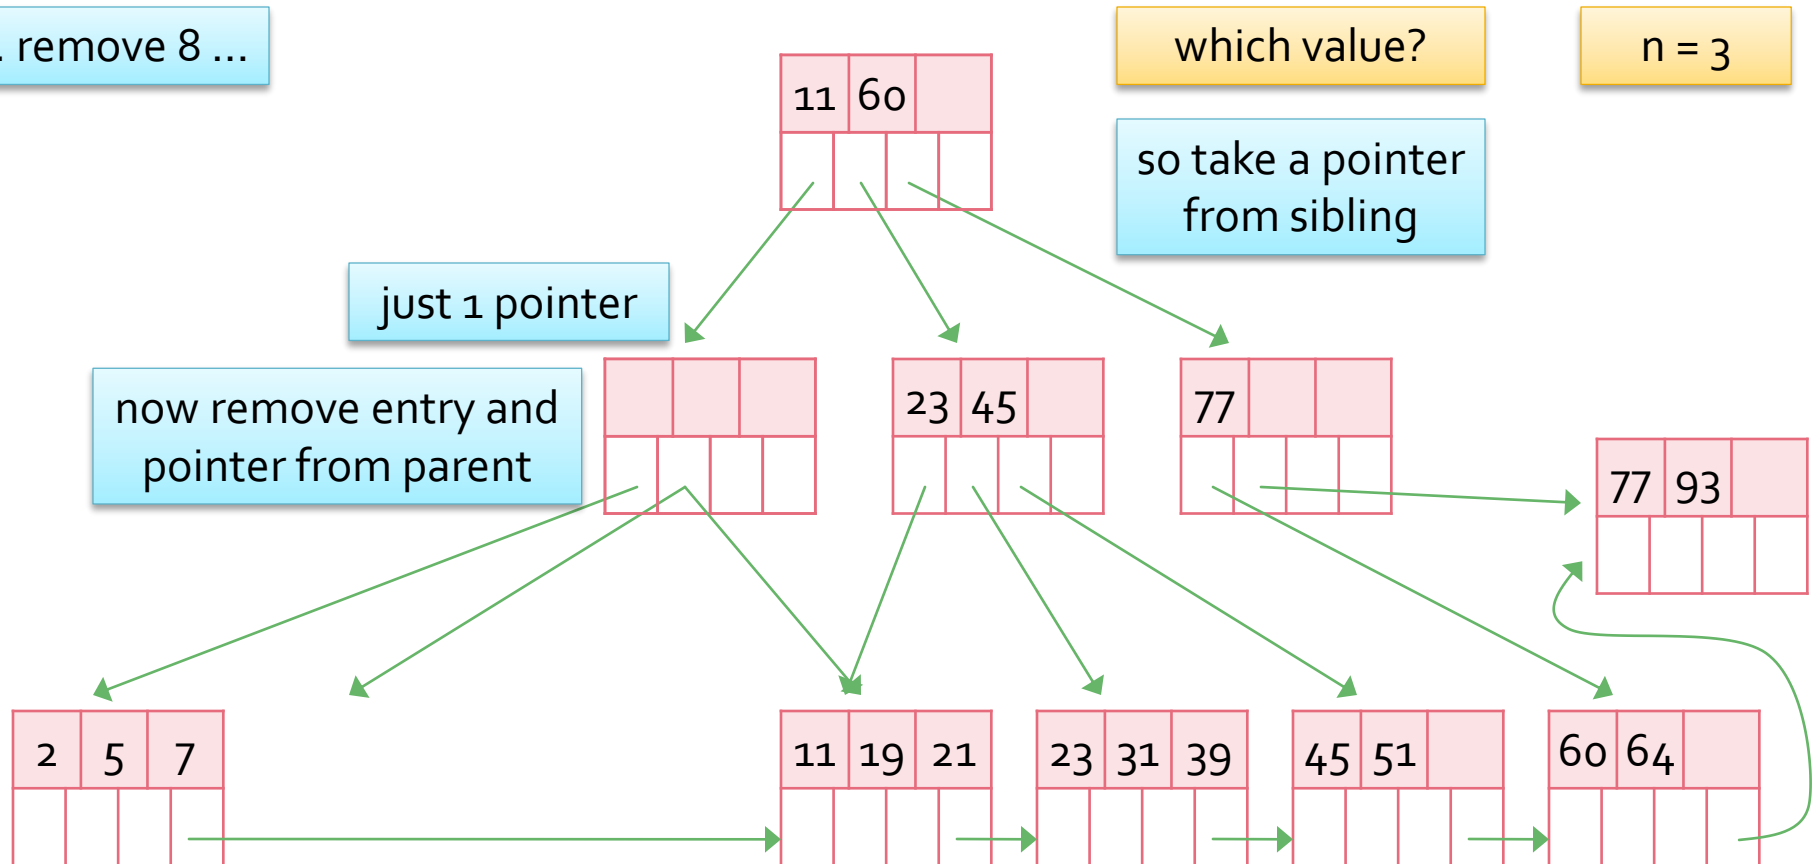 . remove 8 ...
which value?
n = 3
11 60
so take a pointer
from sibling
just 1 pointer
now remove entry and
pointer from parent
23 45
77
77 93
2 5 7
11 19 21
23 31 39
45 51
60 64